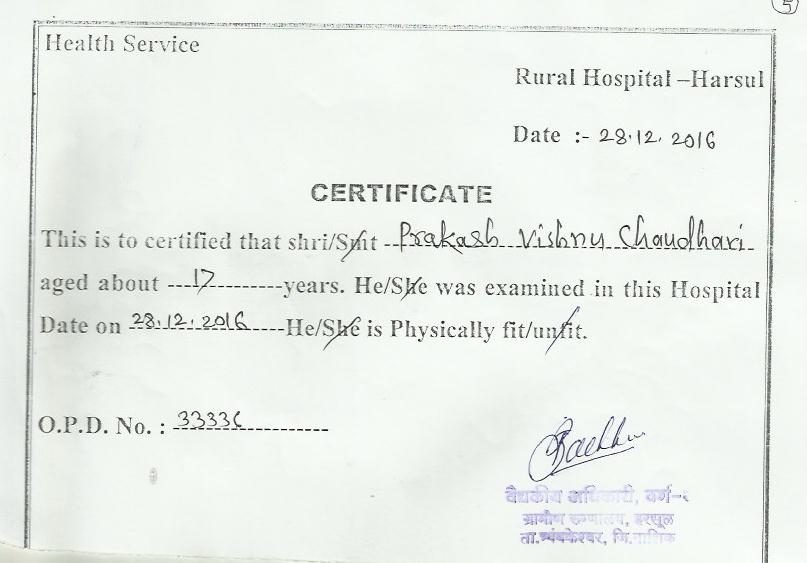 5
Health Service
Rural Hospital –Harsul
Date :- 28.12.2016
CERTIFICATE
This is to certified that shri/Smt Prakash Vishnu Chaudhari
aged about ---17---------years. He/She was examined in this Hospital
Date on 28.12.2016----He/She is Physically fit/unfit.
O.P.D. No. : 33336
वैद्यकीय अधिकारी, वर्ग-२
ग्रामीण रुग्णालय, हरसूल
ता.त्र्यंबकेश्वर, जि.नाशिक